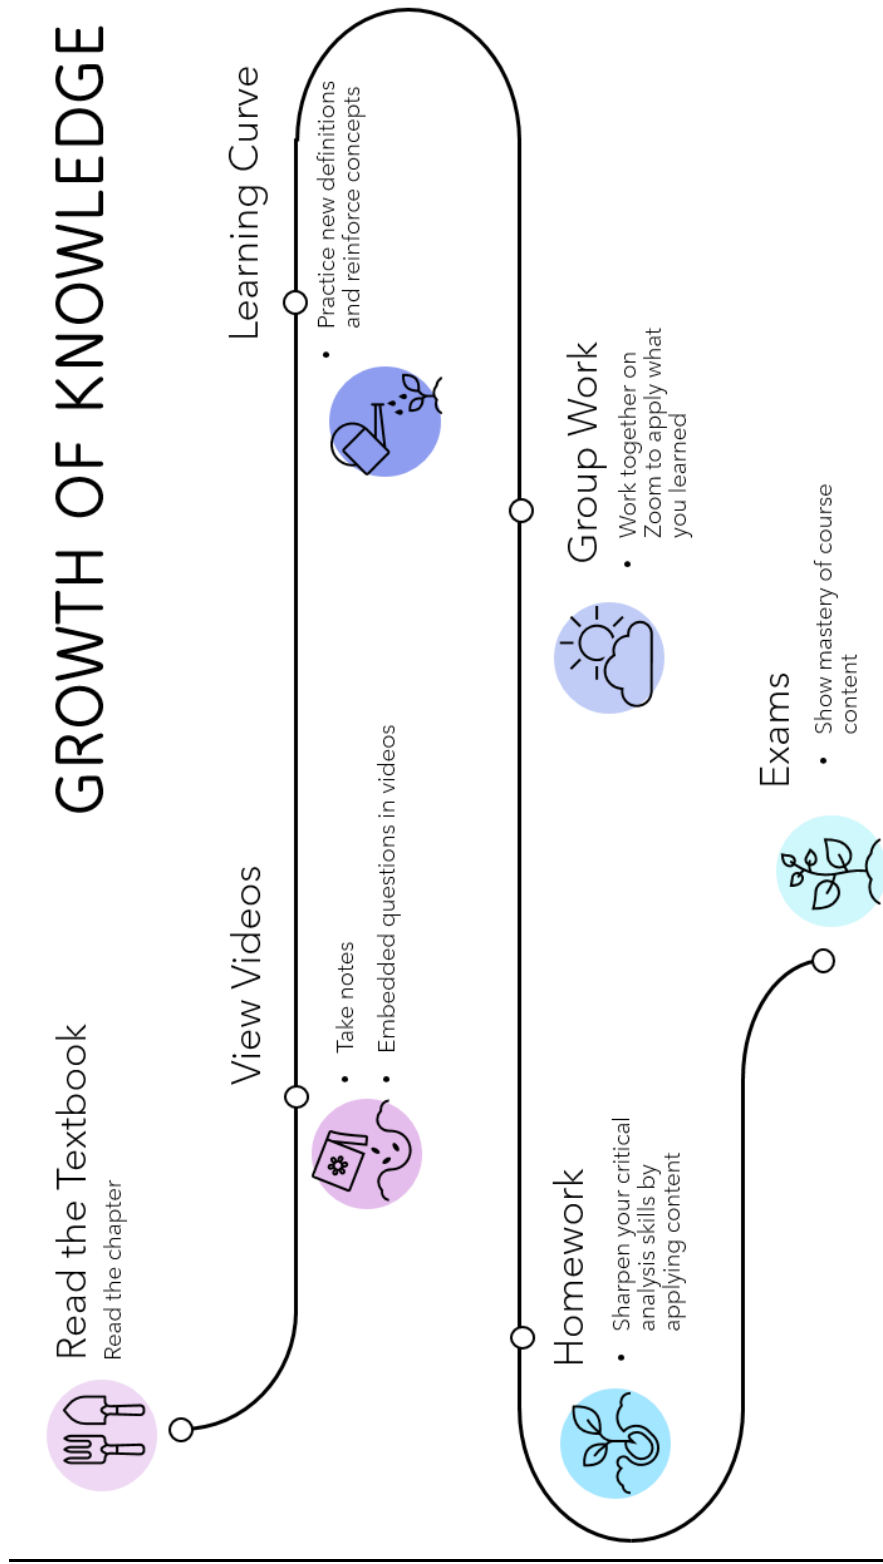 GROWTH OF KNOWLEDGE
Read the Textbook
Read the chapter
View Videos
• Take notes
• Embedded questions in videos
Learning Curve
• Practice new definitions
and reinforce concepts
Group Work
• Work together on
Zoom to apply what
you learned
Homework
• Sharpen your critical
analysis skills by
applying content
Exams
• Show mastery of course
content